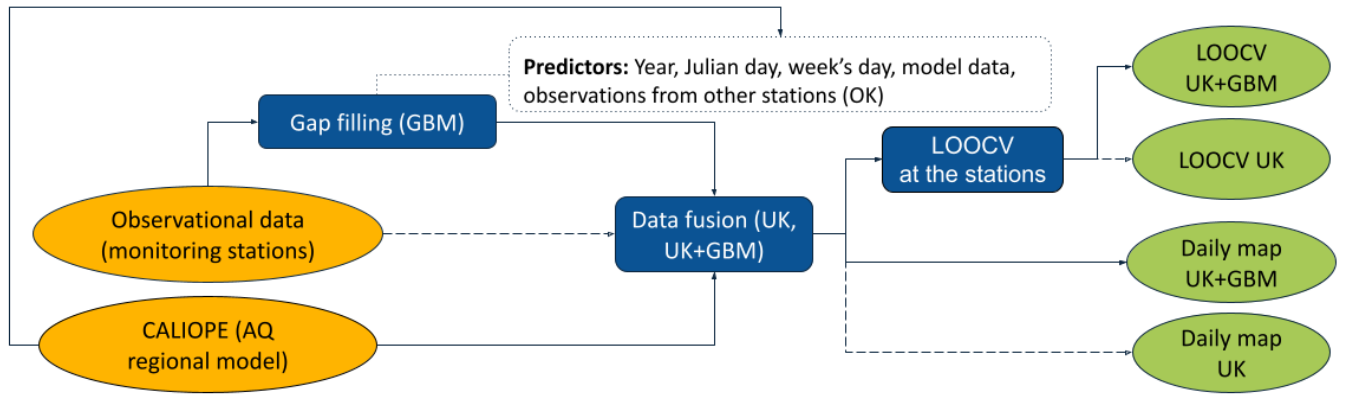 Predictors: Year, Julian day, week's day, model data,
observations from other stations (OK)
Gap filling (GBM)
Observational data
(monitoring stations)
CALIOPE (AQ
regional model)
Data fusion (UK,
UK+GBM)
LOOCV
at the stations
LOOCV
UK+GBM
LOOCV UK
Daily map
UK+GBM
Daily map
UK